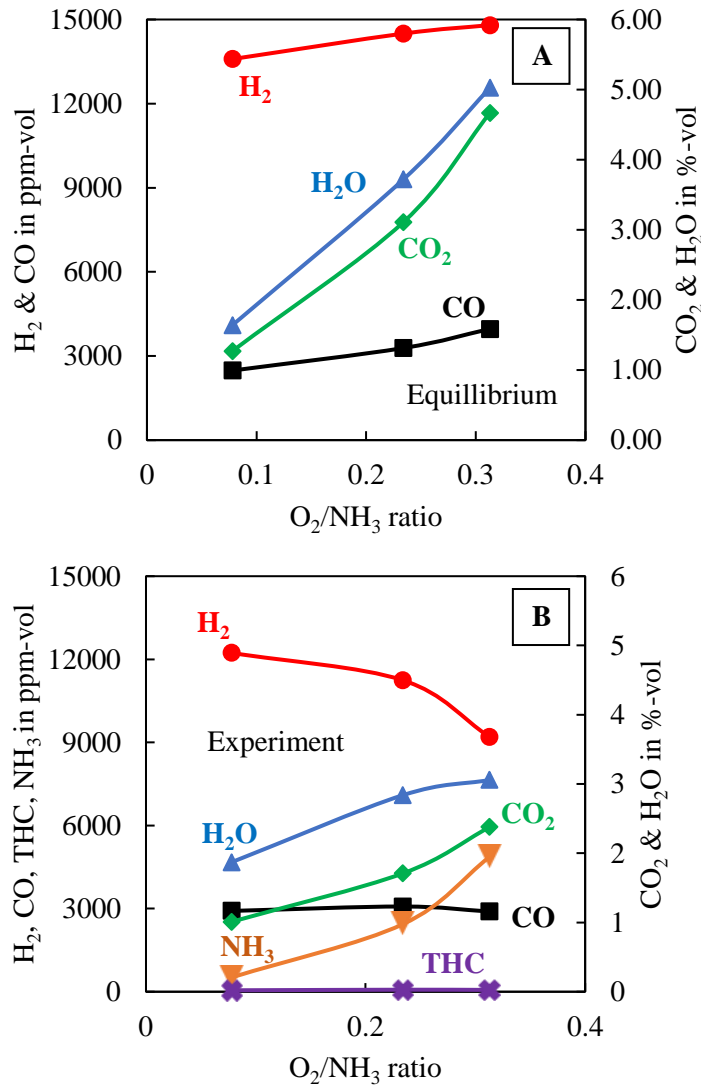 A
H₂ & CO in ppm-vol
15000
12000
9000
6000
3000
0
H₂
H₂O
CO₂
CO
Equillibrium
6.00
5.00
4.00
3.00
2.00
1.00
0.00
CO₂ & H₂O in %-vol
0 0.1 0.2 0.3 0.4
O₂/NH₃ ratio
B
H₂, CO, THC, NH₃ in ppm-vol
15000
12000
9000
6000
3000
0
H₂
Experiment
H₂O
CO₂
NH₃
CO
THC
6
5
4
3
2
1
0
CO₂ & H₂O in %-vol
0 0.2 0.4
O₂/NH₃ ratio